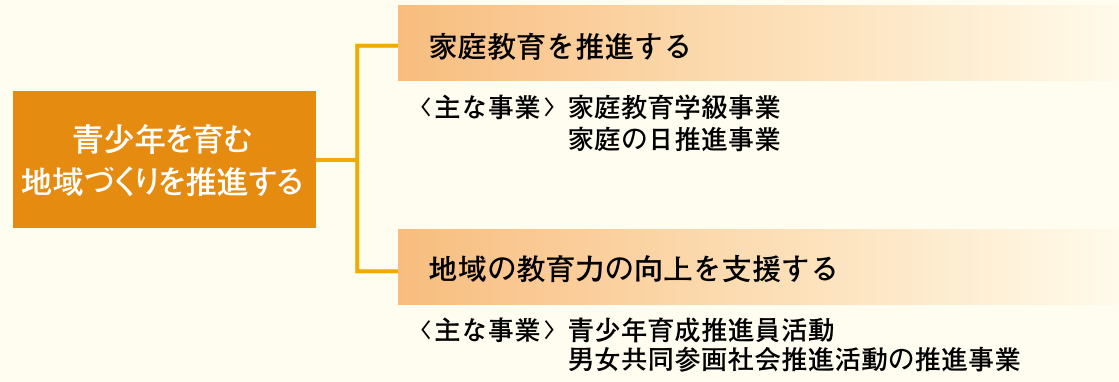 青少年を育む
地域づくりを推進する
家庭教育を推進する
〈主な事業〉家庭教育学級事業
家庭の日推進事業
地域の教育力の向上を支援する
〈主な事業〉青少年育成推進員活動
男女共同参画社会推進活動の推進事業